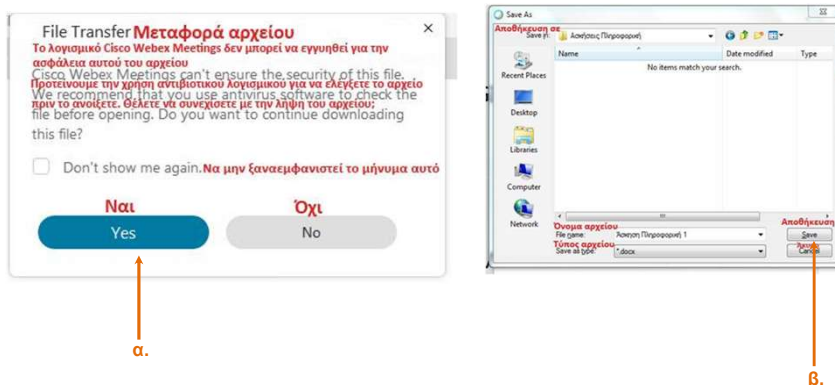 File Transfer Μεταφορά αρχείου
Το λογισμικό Cisco Webex Meetings δεν μπορεί να εγγυηθεί για την
ασφάλεια αυτού του αρχείου
Cisco Webex Meetings can't ensure the security of this file.
Προτείνουμε την χρήση αντιβιοτικού λογισμικού για να ελέγξετε το αρχείο
We recommend that you use antivirus software to check the
πριν το ανοίξετε. Θέλετε να συνεχίσετε με την λήψη του αρχείου;
file before opening. Do you want to continue downloading
this file?
Don't show me again. Να μην ξαναεμφανιστεί το μήνυμα αυτό
Ναι Όχι
Yes No
α.
Save As
Αποθήκευση σε
Save in: Ασκήσεις Πληροφορική
Name Date modified Type
No items match your search.
Recent Places
Desktop
Libraries
Computer
Network
Όνομα αρχείου Αποθήκευση
File name: Άσκηση Πληροφορική 1 Save
Τύπος αρχείου
Save as type: *.docx Cancel
β.